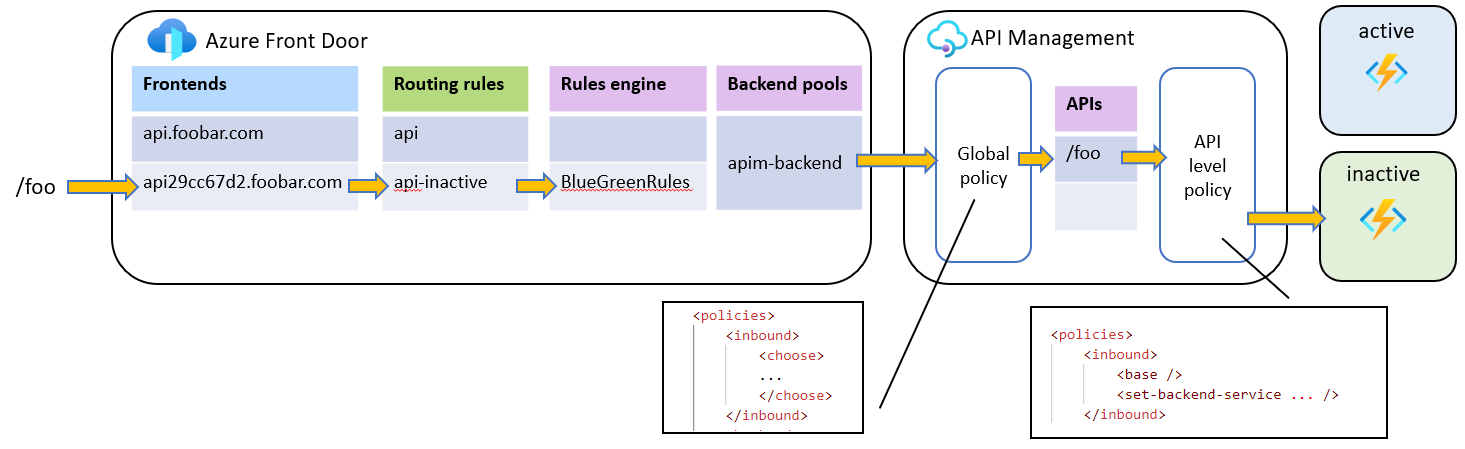 Azure Front Door
Frontends
Routing rules
Rules engine
Backend pools
api.foobar.com
api
apim-backend
/foo
api29cc67d2.foobar.com
api-inactive
BlueGreenRules
API Management
Global
policy
APIs
/foo
API
level
policy
active
inactive
<policies>
<inbound>
<choose>
...
</choose>
</inbound>
<policies>
<inbound>
<base />
<set-backend-service ... />
</inbound>